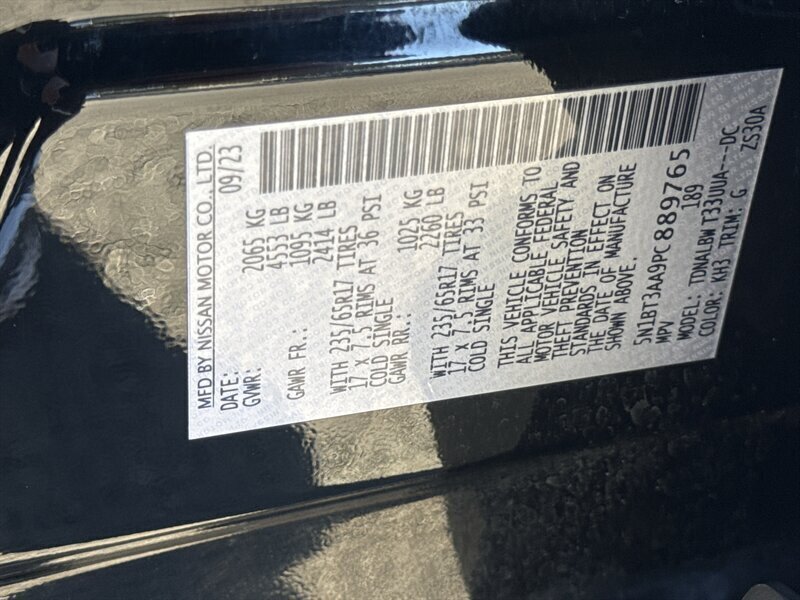 MFD BY NISSAN MOTOR CO., LTD.
DATE: 09/23
GVWR: 2065 KG
4553 LB
GAWR FR.: 1095 KG
2414 LB
WITH 235/65R17 TIRES
17 X 7.5 RIMS AT 36 PSI
COLD SINGLE
GAWR RR.: 1025 KG
2260 LB
WITH 235/65R17 TIRES
17 X 7.5 RIMS AT 33 PSI
COLD SINGLE
THIS VEHICLE CONFORMS TO
ALL APPLICABLE FEDERAL
MOTOR VEHICLE SAFETY AND
THEFT PREVENTION
STANDARDS IN EFFECT ON
THE DATE OF MANUFACTURE
SHOWN ABOVE.
5N1BT3AA9PC889765
MPV 189
MODEL: TDNALBW T33UUA---DC
COLOR: KH3 TRIM: G ZS30A